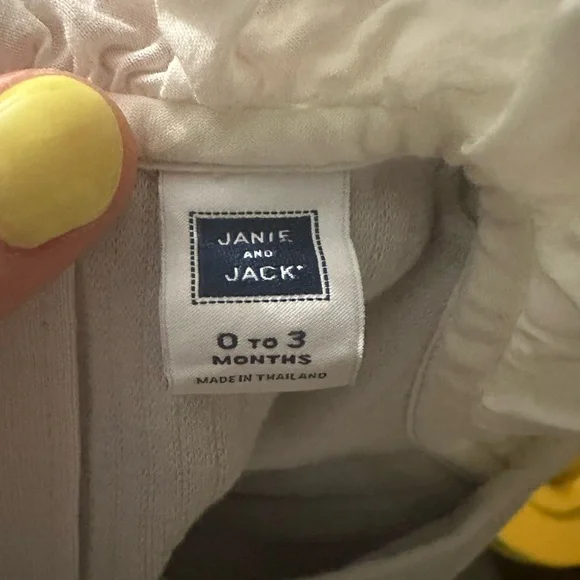 JANIE
AND
JACK
0 TO 3
MONTHS
MADE IN THAILAND